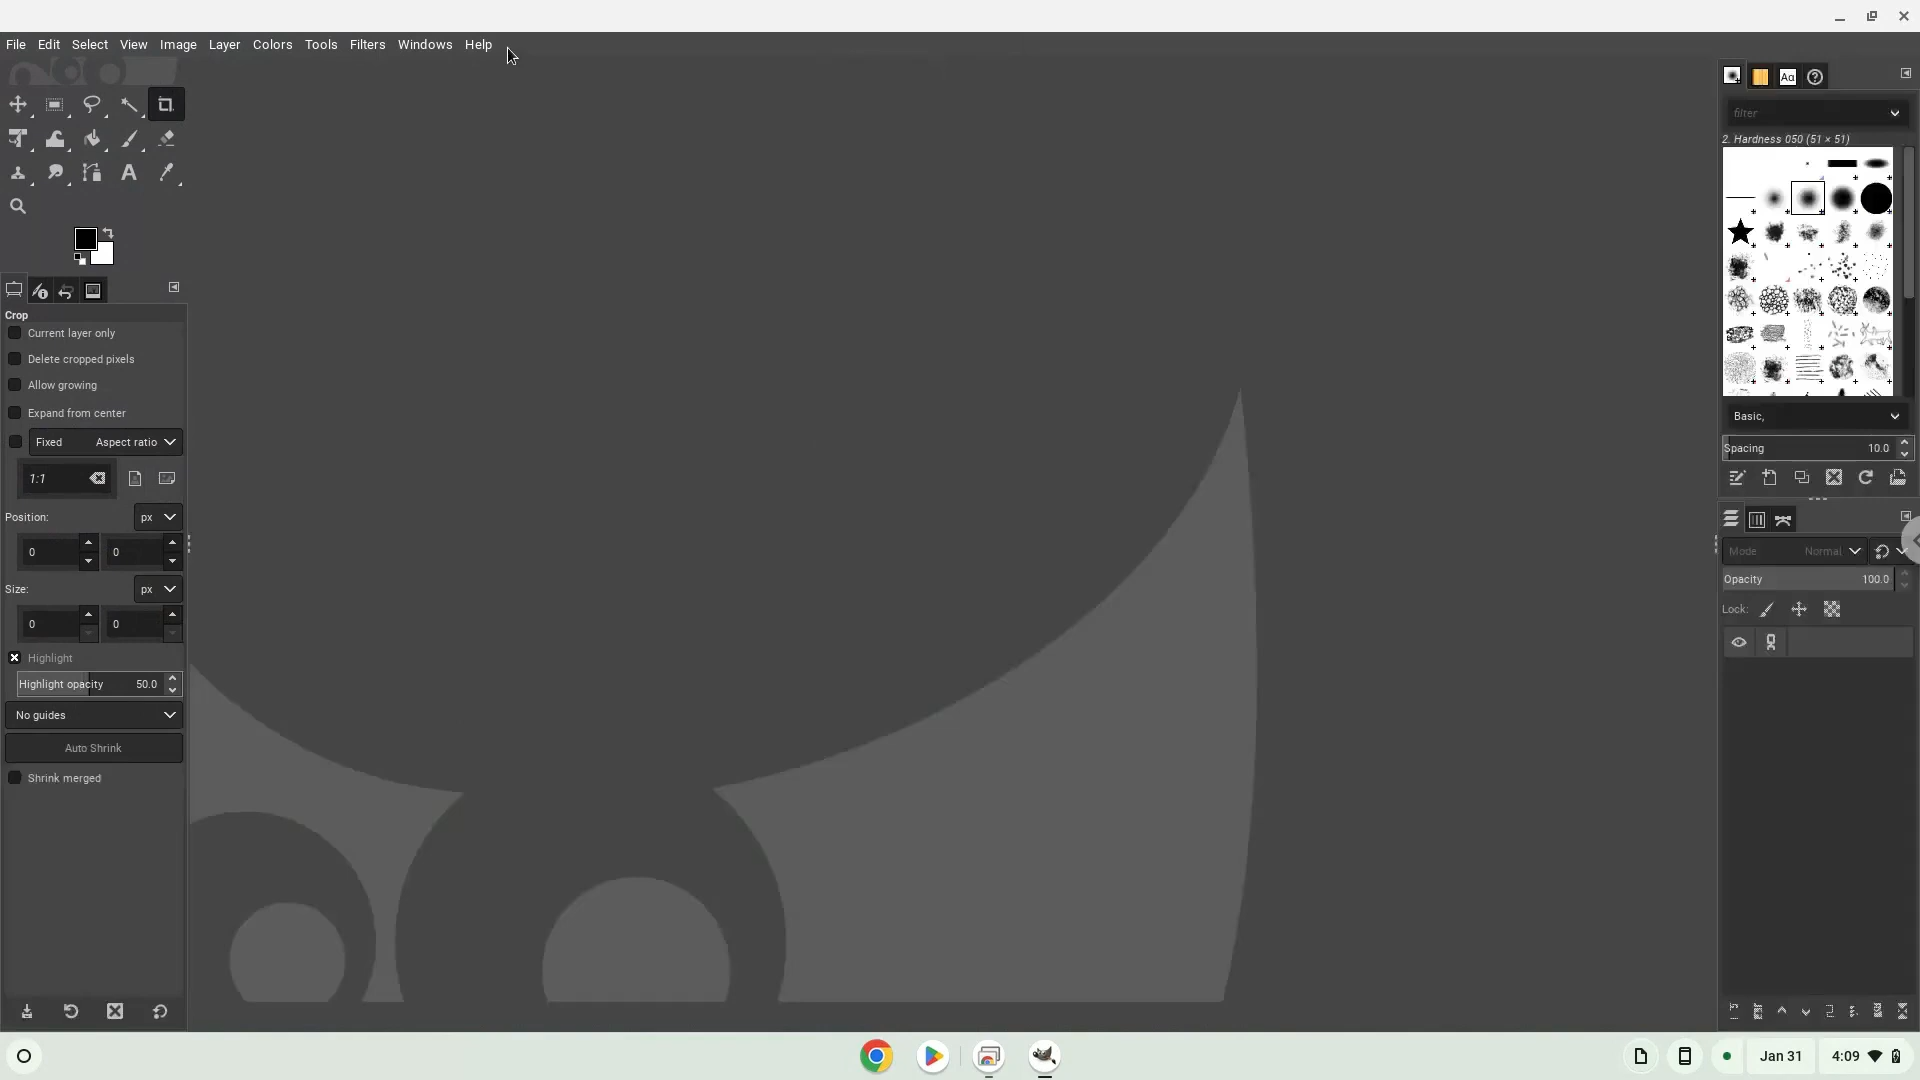 File Edit Select View Image Layer Colors Tools Filters Windows Help
Crop
Current layer only
Delete cropped pixels
Allow growing
Expand from center
Fixed Aspect ratio
1:1
Position: px
0 0
Size: px
0 0
Highlight
Highlight opacity 50.0
No guides
Auto Shrink
Shrink merged
Aa
filter
2. Hardness 050 (51 × 51)
Basic,
Spacing 10.0
Mode Normal
Opacity 100.0
Lock:
Jan 31 4:09